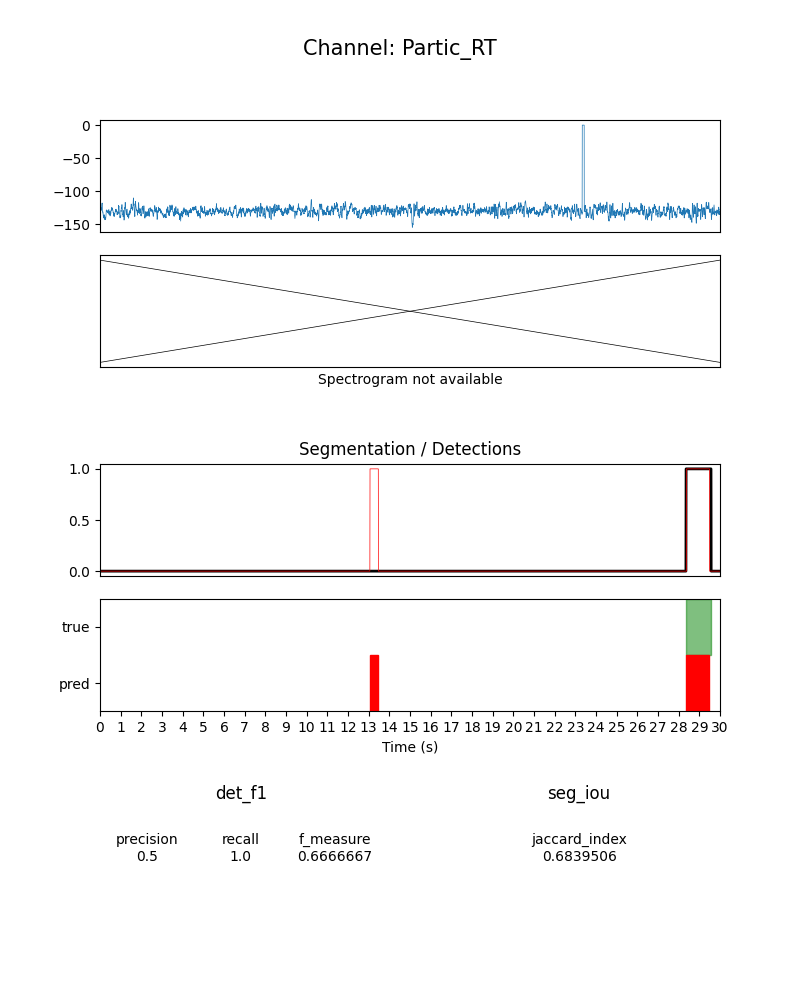 Channel: Partic_RT
0
−50
−100
−150
Spectrogram not available
Segmentation / Detections
1.0
0.5
0.0
true
pred
0 1 2 3 4 5 6 7 8 9 10 11 12 13 14 15 16 17 18 19 20 21 22 23 24 25 26 27 28 29 30
Time (s)
det_f1 seg_iou
precision recall f_measure jaccard_index
0.5 1.0 0.6666667 0.6839506